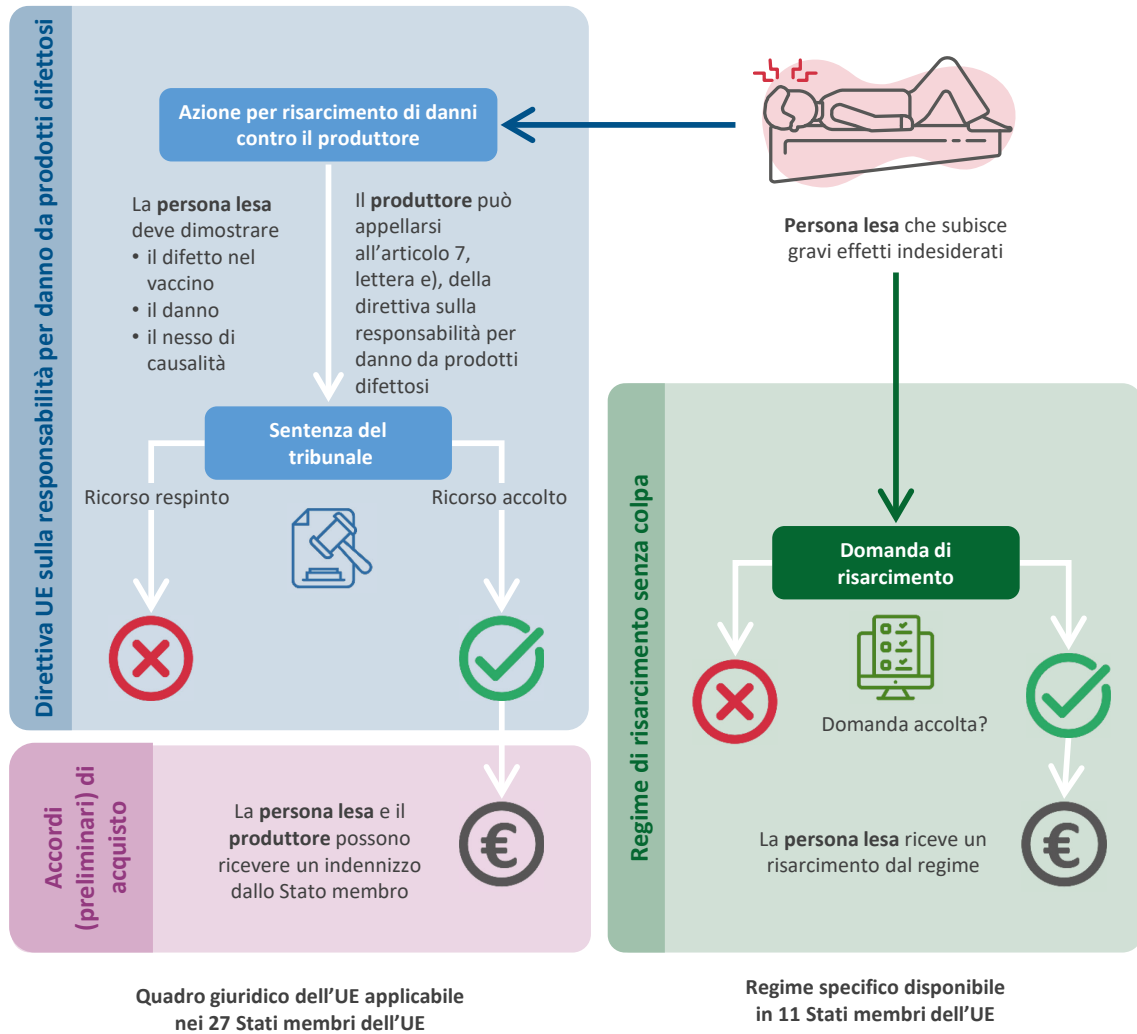 Direttiva UE sulla responsabilità per danno da prodotti difettosi
Azione per risarcimento di danni
contro il produttore
La persona lesa
deve dimostrare
• il difetto nel
vaccino
• il danno
• il nesso di
causalità
Il produttore può
appellarsi
all'articolo 7,
lettera e), della
direttiva sulla
responsabilità per
danno da prodotti
difettosi
Sentenza del
tribunale
Ricorso respinto
Ricorso accolto
Accordi
(preliminari) di
acquisto
La persona lesa e il
produttore possono
ricevere un indennizzo
dallo Stato membro
€
Quadro giuridico dell'UE applicabile
nei 27 Stati membri dell'UE
Persona lesa che subisce
gravi effetti indesiderati
Regime di risarcimento senza colpa
Domanda di
risarcimento
Domanda accolta?
La persona lesa riceve un
risarcimento dal regime
€
Regime specifico disponibile
in 11 Stati membri dell'UE